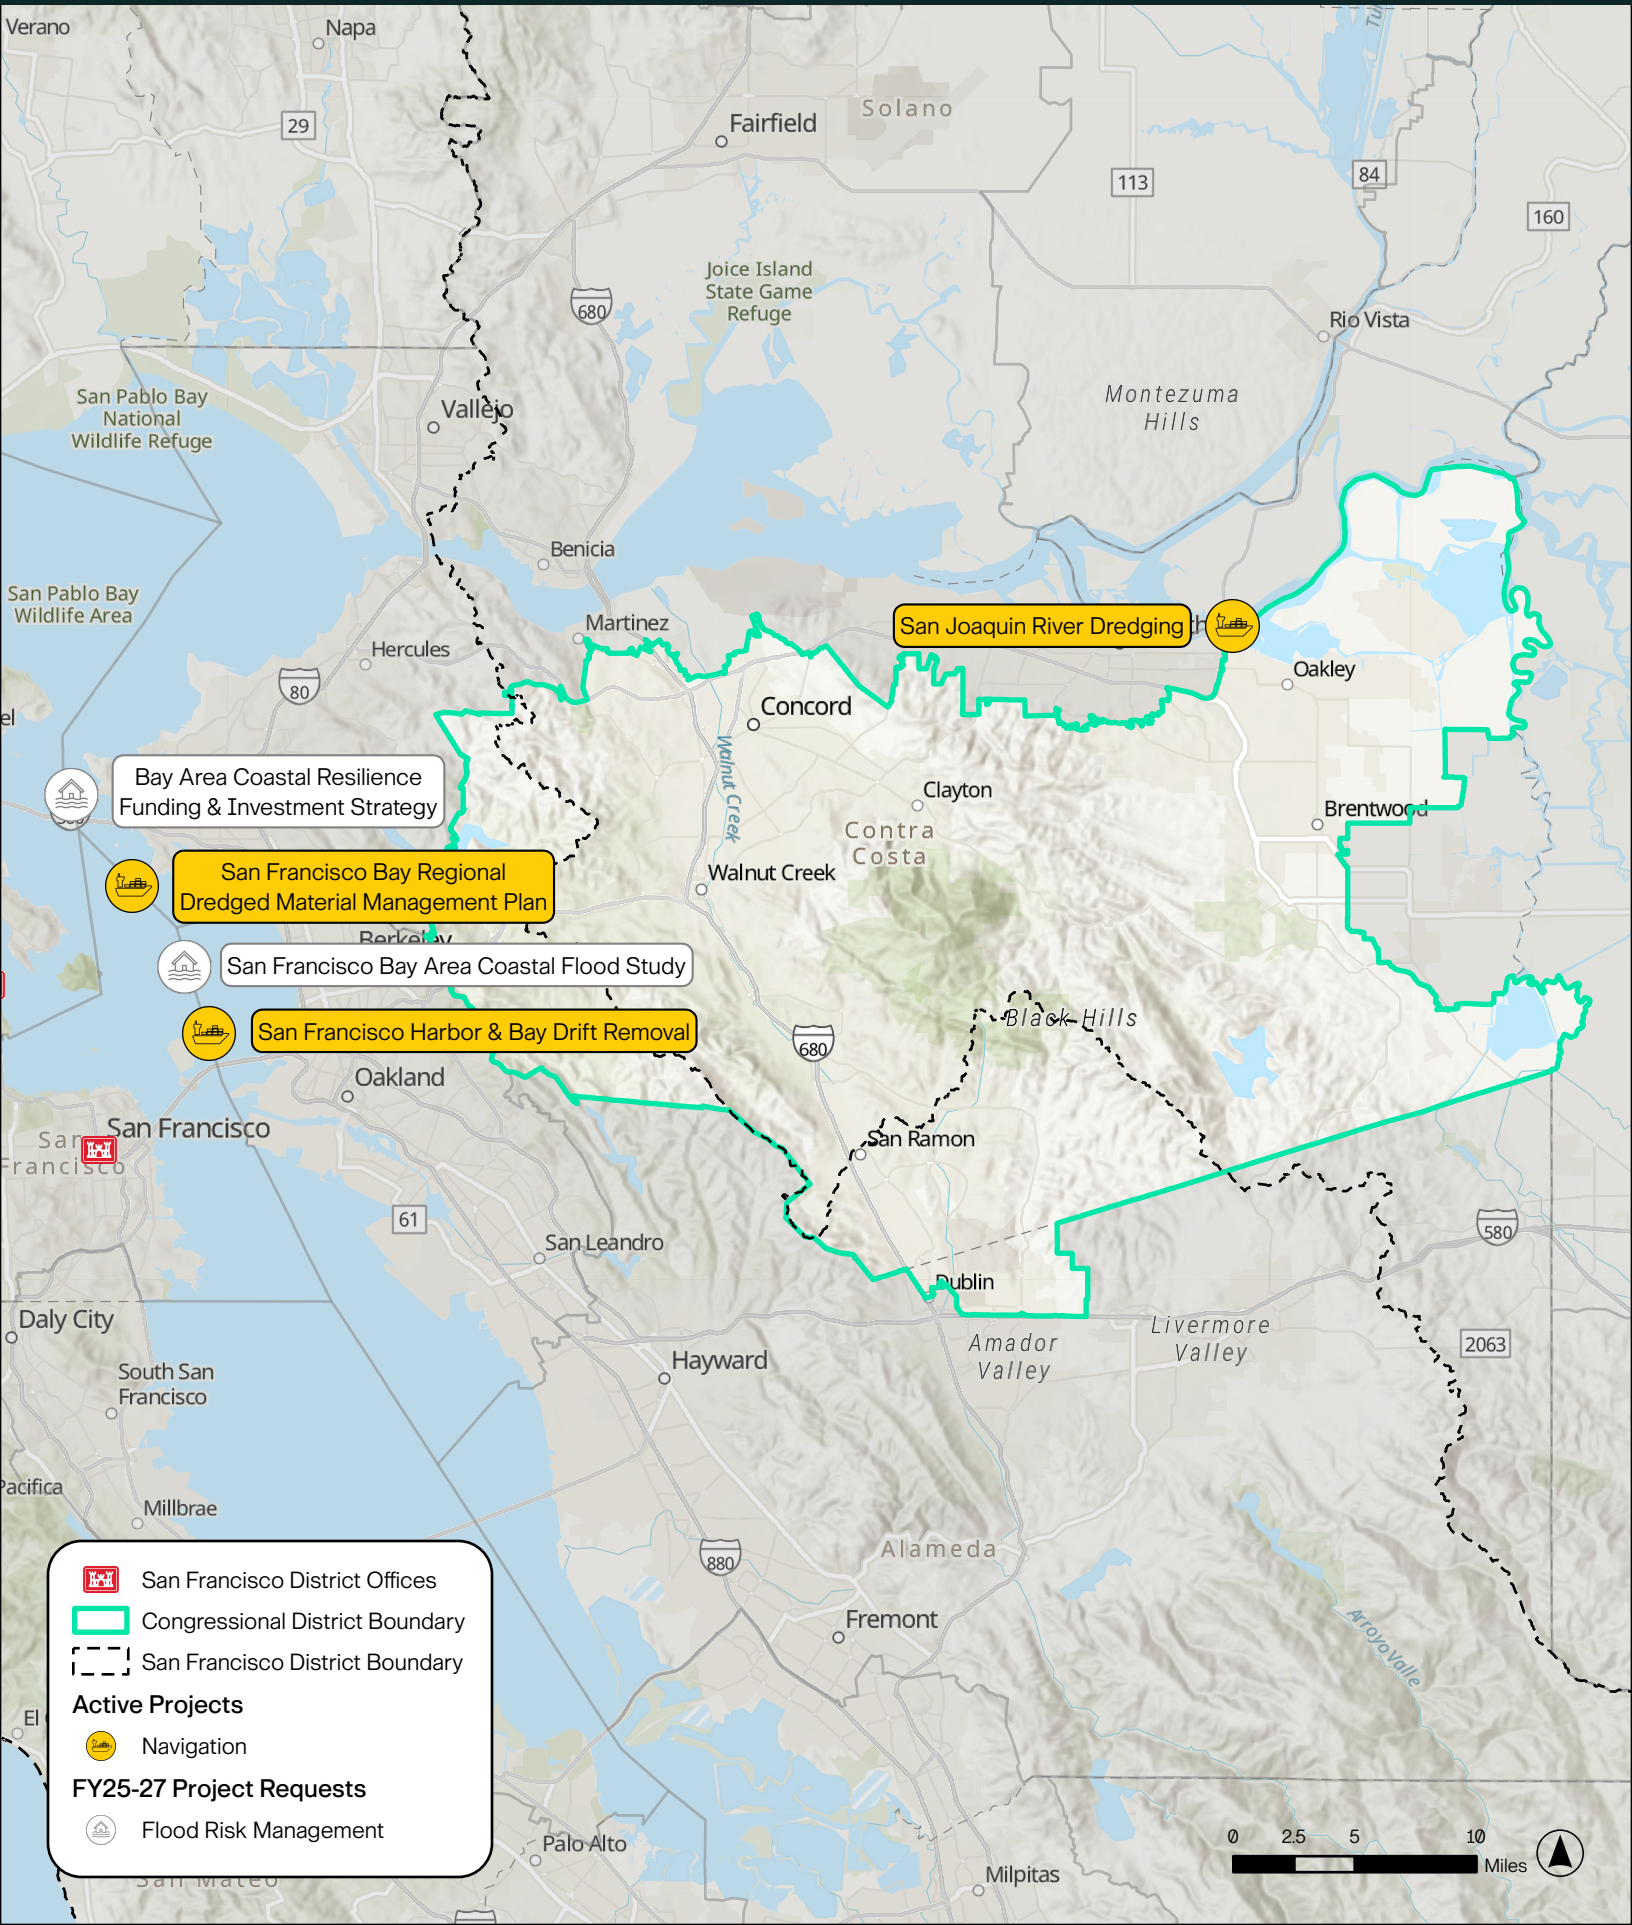 Verano
Napa
29
Fairfield
Solano
113
84
160
Joice Island
State Game
Refuge
680
Rio Vista
Montezuma
Hills
San Pablo Bay
National
Wildlife Refuge
Vallejo
Benicia
San Pablo Bay
Wildlife Area
Martinez
San Joaquin River Dredging
Hercules
Oakley
80
el
Concord
Walnut Creek
Bay Area Coastal Resilience
Funding & Investment Strategy
Clayton
Brentwood
Contra
Costa
San Francisco Bay Regional
Dredged Material Management Plan
Walnut Creek
Berkeley
San Francisco Bay Area Coastal Flood Study
San Francisco Harbor & Bay Drift Removal
Black Hills
680
Oakland
San Francisco
San
Francisco
San Ramon
61
580
San Leandro
Dublin
Daly City
Amador
Valley
Livermore
Valley
2063
South San
Francisco
Hayward
Pacifica
Millbrae
880
Alameda
Fremont
Arroyo Valle
San Francisco District Offices
Congressional District Boundary
San Francisco District Boundary
Active Projects
Navigation
FY25-27 Project Requests
Flood Risk Management
El
San Mateo
Palo Alto
Milpitas
0 2.5 5 10
Miles